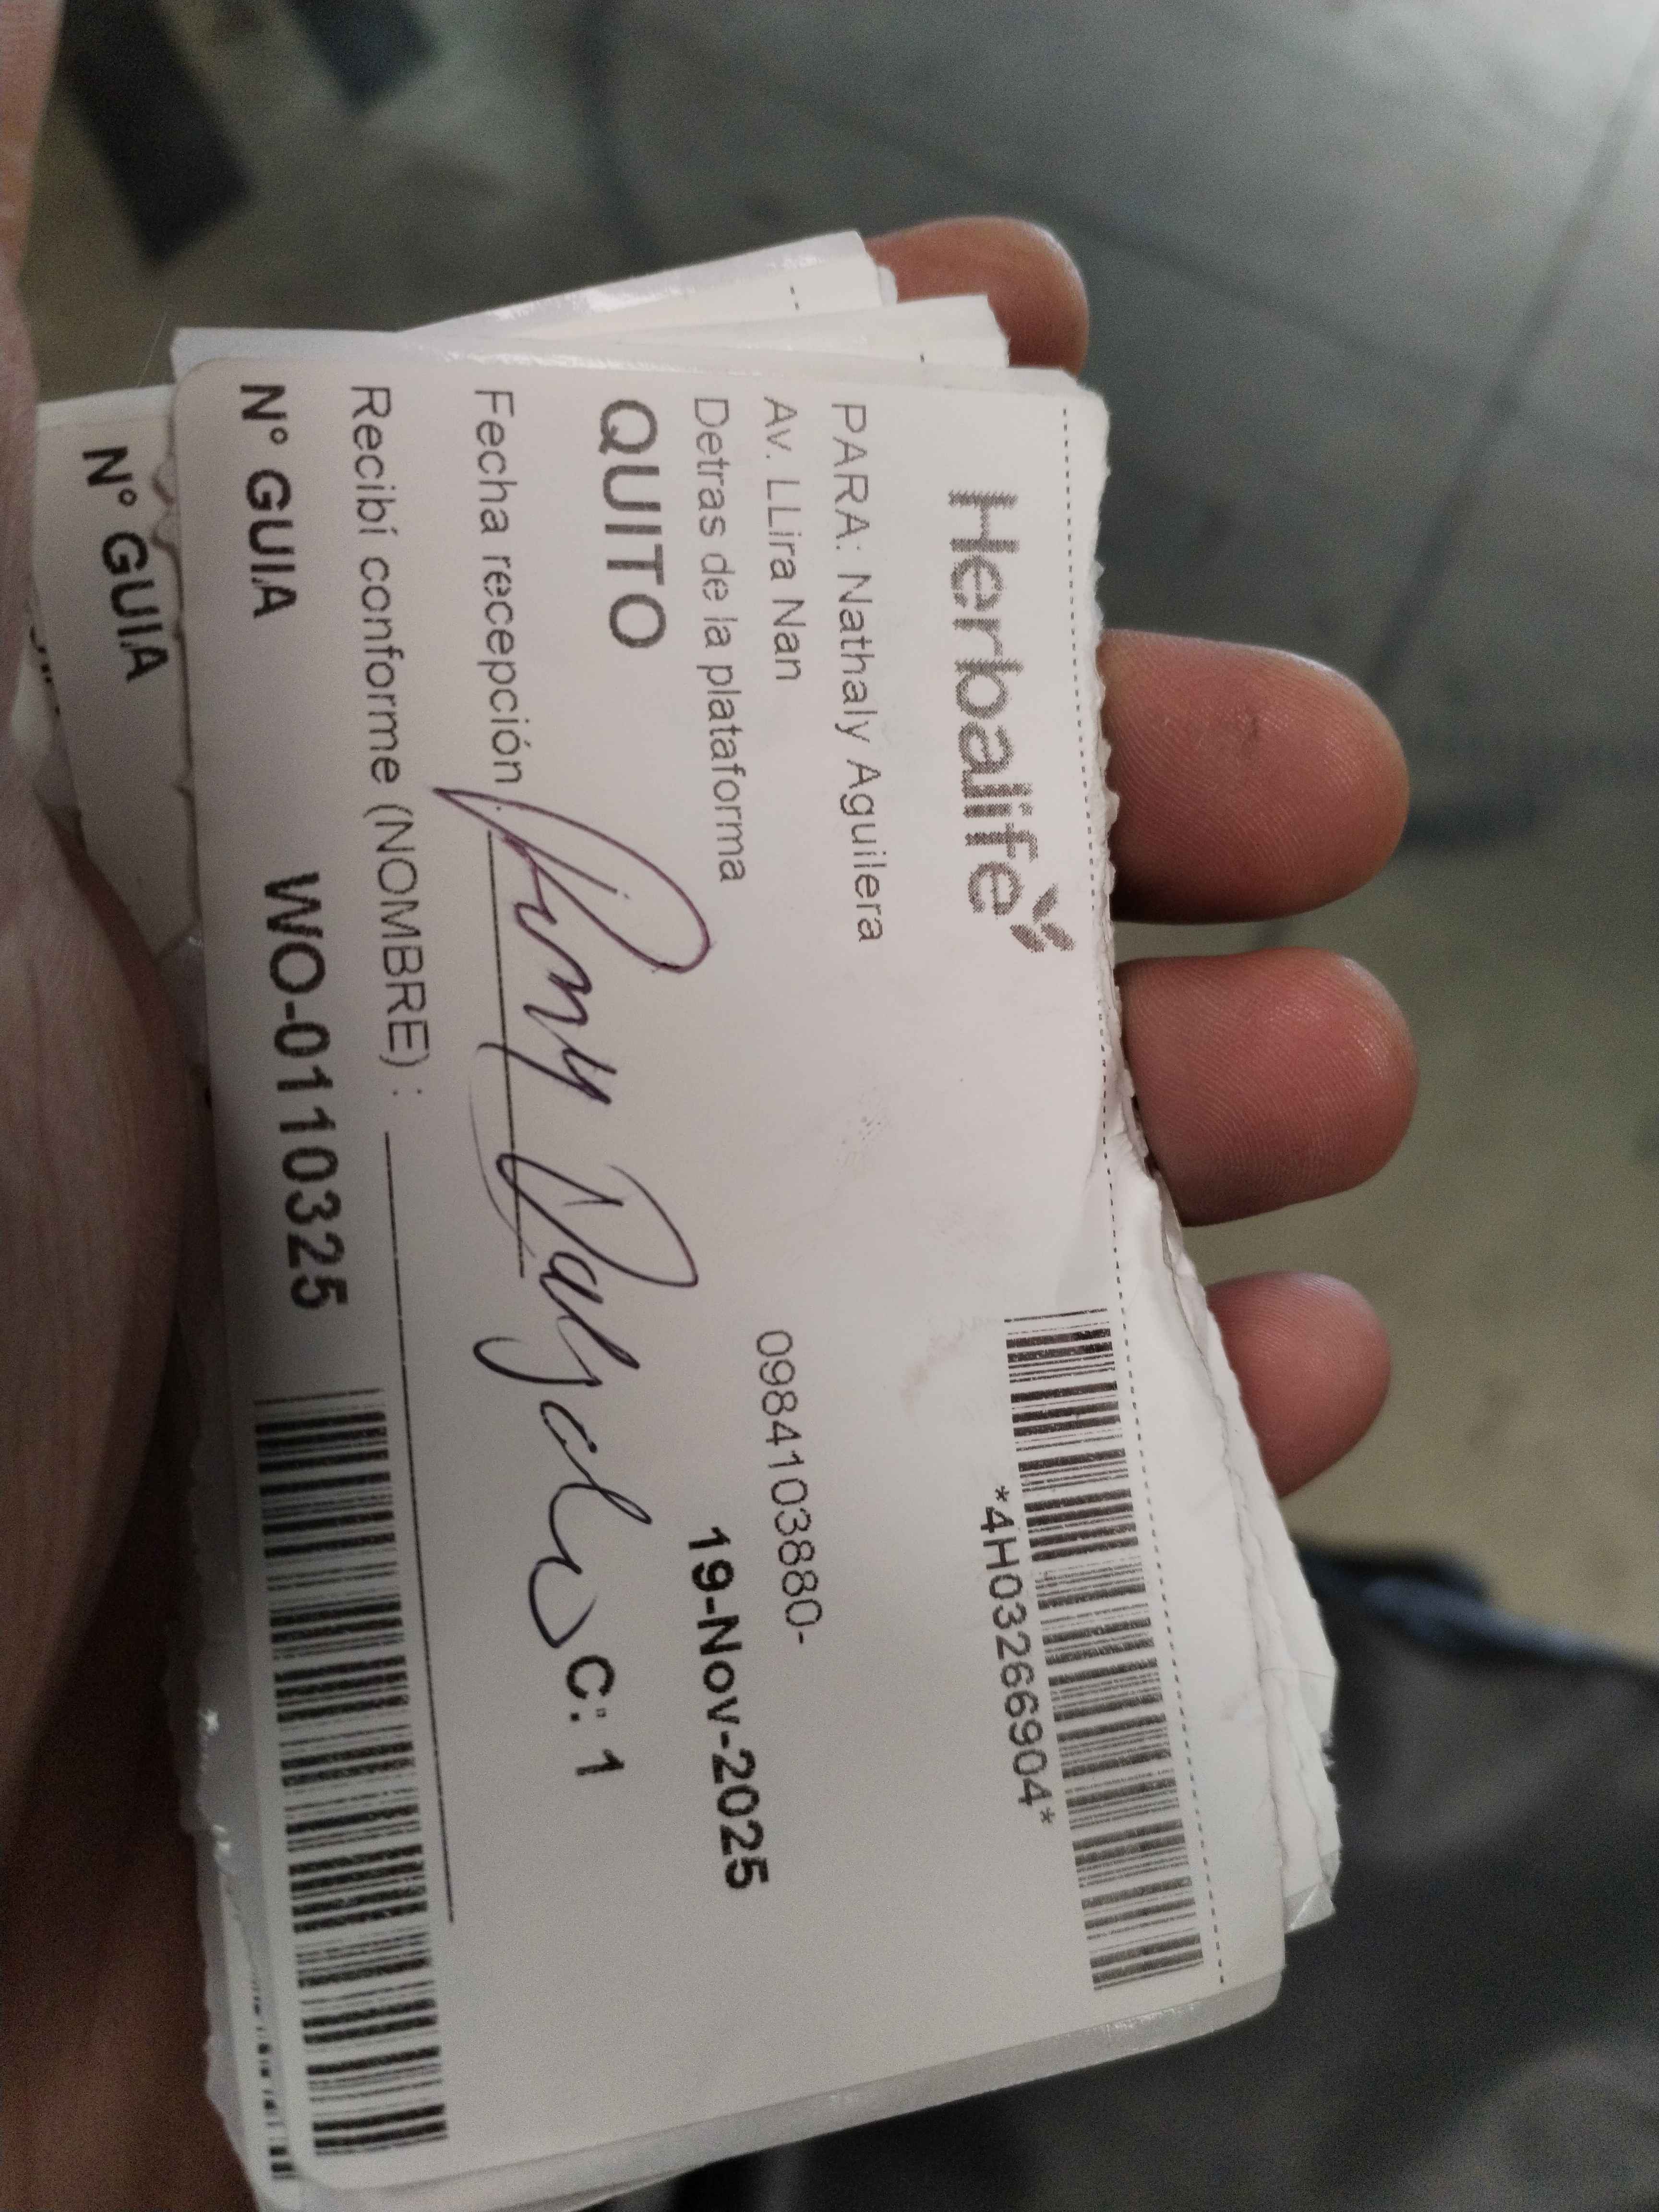 Herbalife
*4H03266904*
PARA: Nathaly Aguilera
Av. LLira Nan 0984103880-
Detras de la plataforma 19-Nov-2025
QUITO
Fecha recepción C: 1
Recibí conforme (NOMBRE) :
N° GUIA WO-0110325
N° GUIA